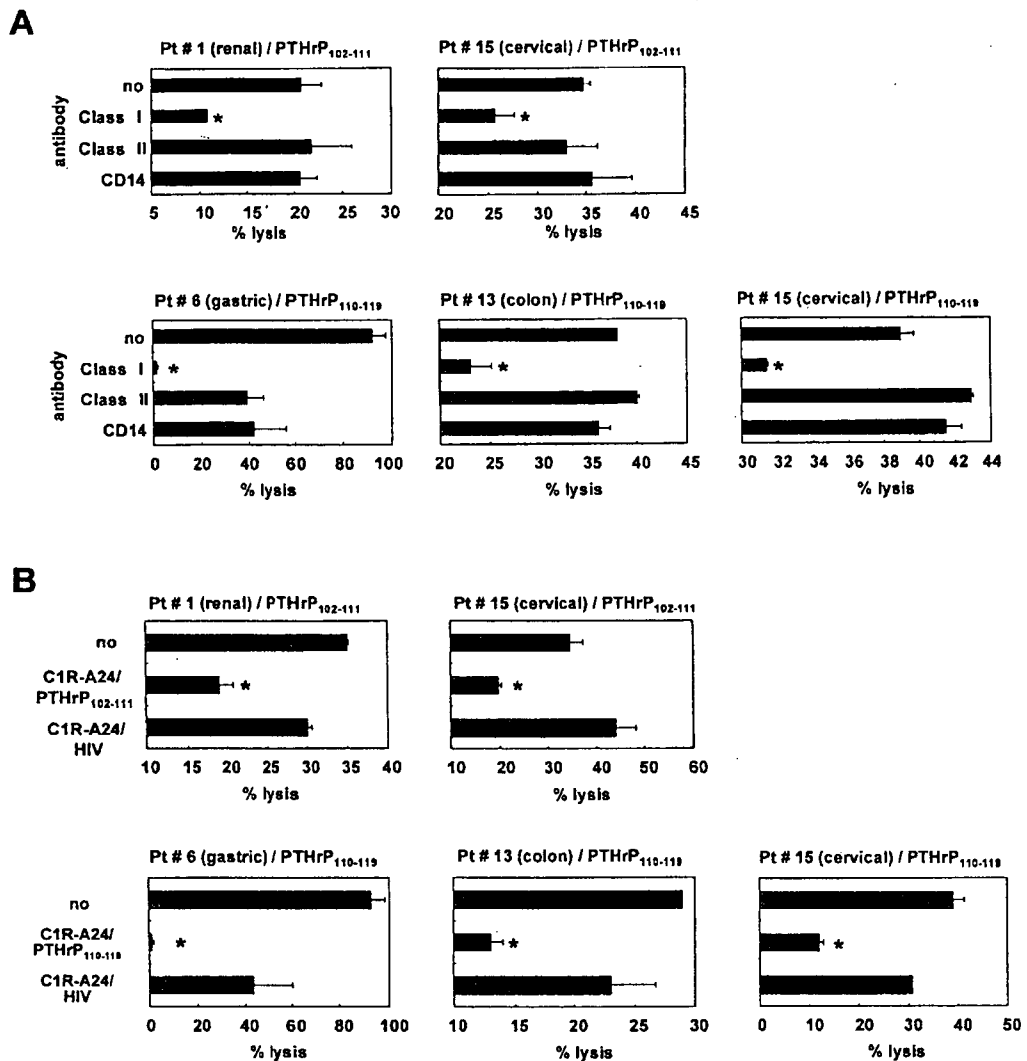 A
Pt # 1 (renal) / PTHrP102-111
Pt # 15 (cervical) / PTHrP102-111
antibody
no
Class I
*
*
Class II
CD14
5 10 15 20 25 30
20 25 30 35 40 45
% lysis
% lysis
Pt # 6 (gastric) / PTHrP110-119
Pt # 13 (colon) / PTHrP110-119
Pt # 15 (cervical) / PTHrP110-119
antibody
no
Class I
*
*
*
Class II
CD14
0 20 40 60 80 100
20 25 30 35 40 45
30 32 34 36 38 40 42 44
% lysis
% lysis
% lysis
B
Pt # 1 (renal) / PTHrP102-111
Pt # 15 (cervical) / PTHrP102-111
no
C1R-A24/
PTHrP102-111
*
*
C1R-A24/
HIV
10 15 20 25 30 35 40
10 20 30 40 50 60
% lysis
% lysis
Pt # 6 (gastric) / PTHrP110-119
Pt # 13 (colon) / PTHrP110-119
Pt # 15 (cervical) / PTHrP110-119
no
C1R-A24/
PTHrP110-119
*
*
*
C1R-A24/
HIV
0 20 40 60 80 100
10 15 20 25 30
0 10 20 30 40 50
% lysis
% lysis
% lysis